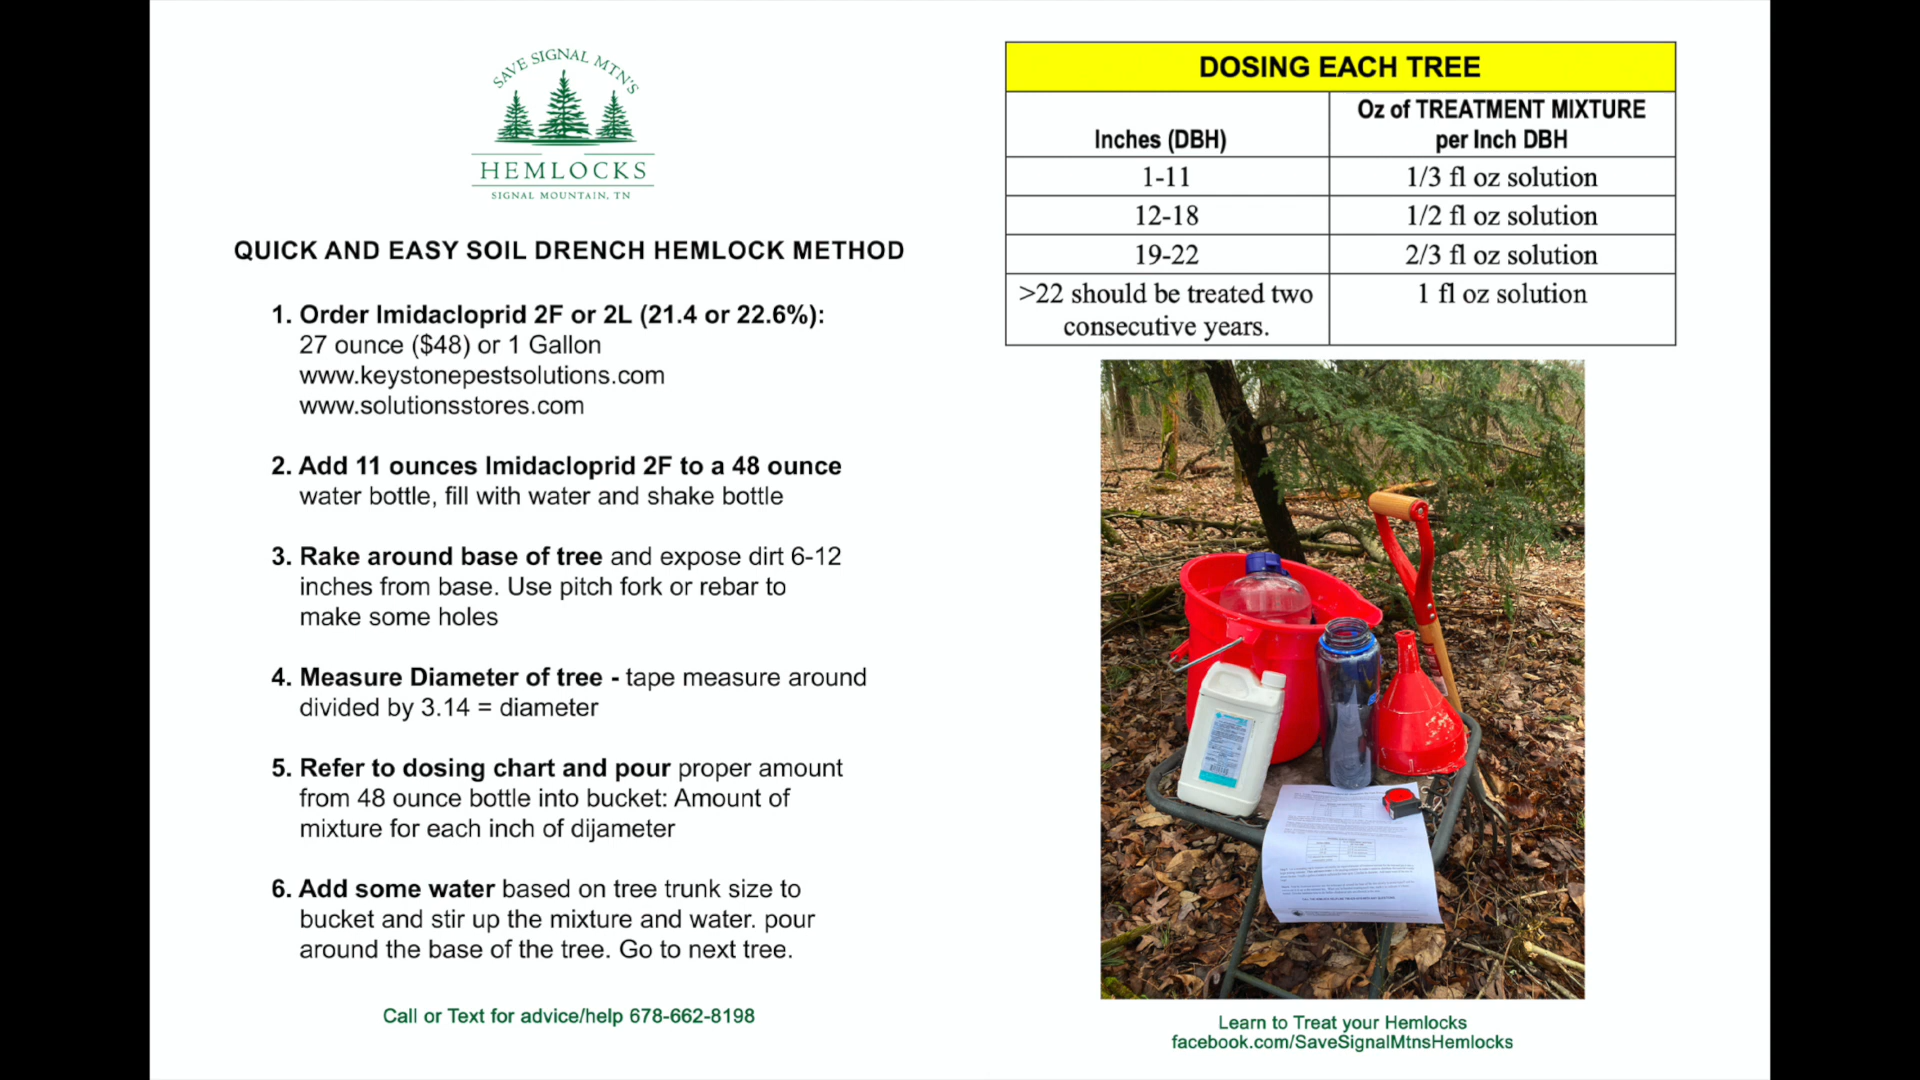 SAVE SIGNAL MTN'S
HEMLOCKS
SIGNAL MOUNTAIN, TN
QUICK AND EASY SOIL DRENCH HEMLOCK METHOD
1. Order Imidacloprid 2F or 2L (21.4 or 22.6%):
27 ounce ($48) or 1 Gallon
www.keystonepestsolutions.com
www.solutionsstores.com
2. Add 11 ounces Imidacloprid 2F to a 48 ounce
water bottle, fill with water and shake bottle
3. Rake around base of tree and expose dirt 6-12
inches from base. Use pitch fork or rebar to
make some holes
4. Measure Diameter of tree - tape measure around
divided by 3.14 = diameter
5. Refer to dosing chart and pour proper amount
from 48 ounce bottle into bucket: Amount of
mixture for each inch of dijameter
6. Add some water based on tree trunk size to
bucket and stir up the mixture and water. pour
around the base of the tree. Go to next tree.
Call or Text for advice/help 678-662-8198
DOSING EACH TREE
Inches (DBH)
Oz of TREATMENT MIXTURE
per Inch DBH
1-11 1/3 fl oz solution
12-18 1/2 fl oz solution
19-22 2/3 fl oz solution
>22 should be treated two 1 fl oz solution
consecutive years.
Learn to Treat your Hemlocks
facebook.com/SaveSignalMtnsHemlocks